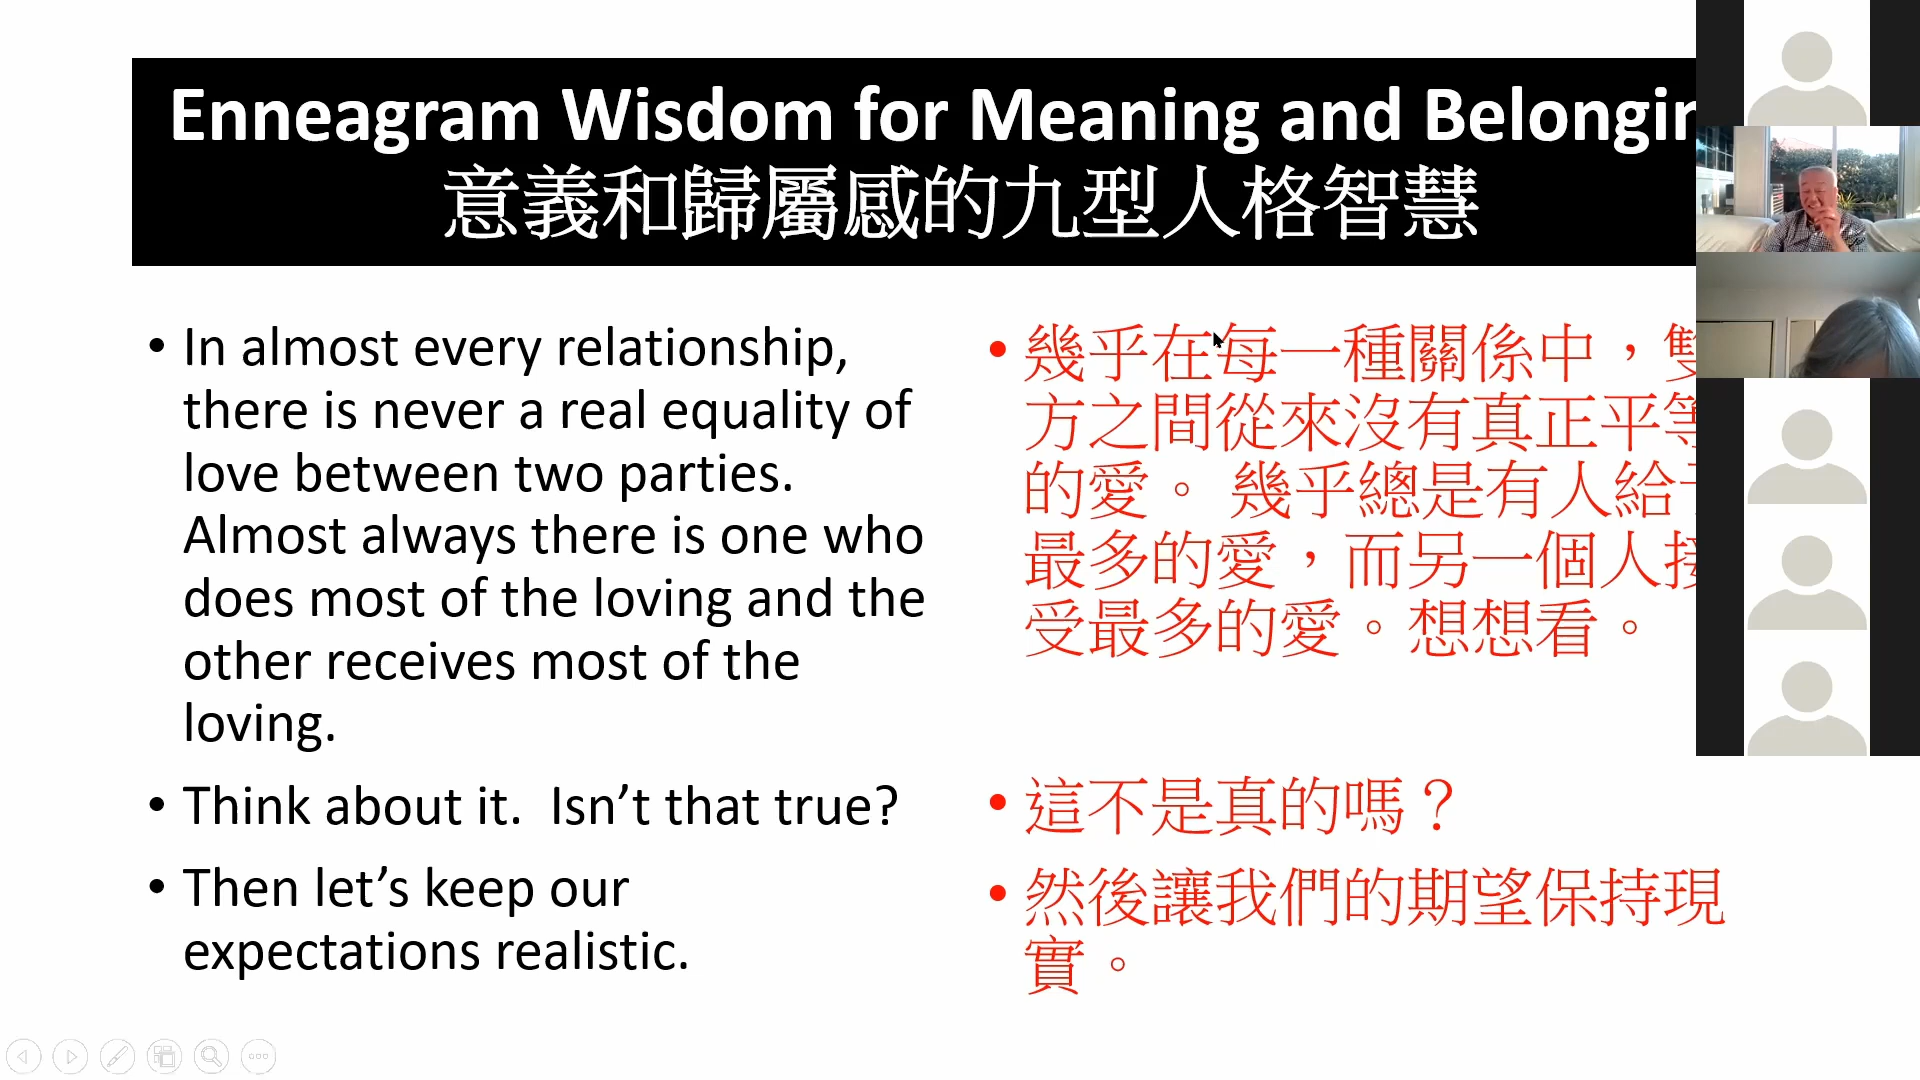 Enneagram Wisdom for Meaning and
意義和歸屬感的九型人格智慧
• In almost every relationship,
there is never a real equality of
love between two parties.
Almost always there is one who
does most of the loving and the
other receives most of the
loving.
• Think about it.  Isn’t that true?
• Then let’s keep our
expectations realistic.
• 幾乎在每一種關係中，
方之間從來沒有真正平
的愛。 幾乎總是有人給
最多的愛，而另一個人
受最多的愛。想想看。
• 這不是真的嗎？
• 然後讓我們的期望保持現
實。